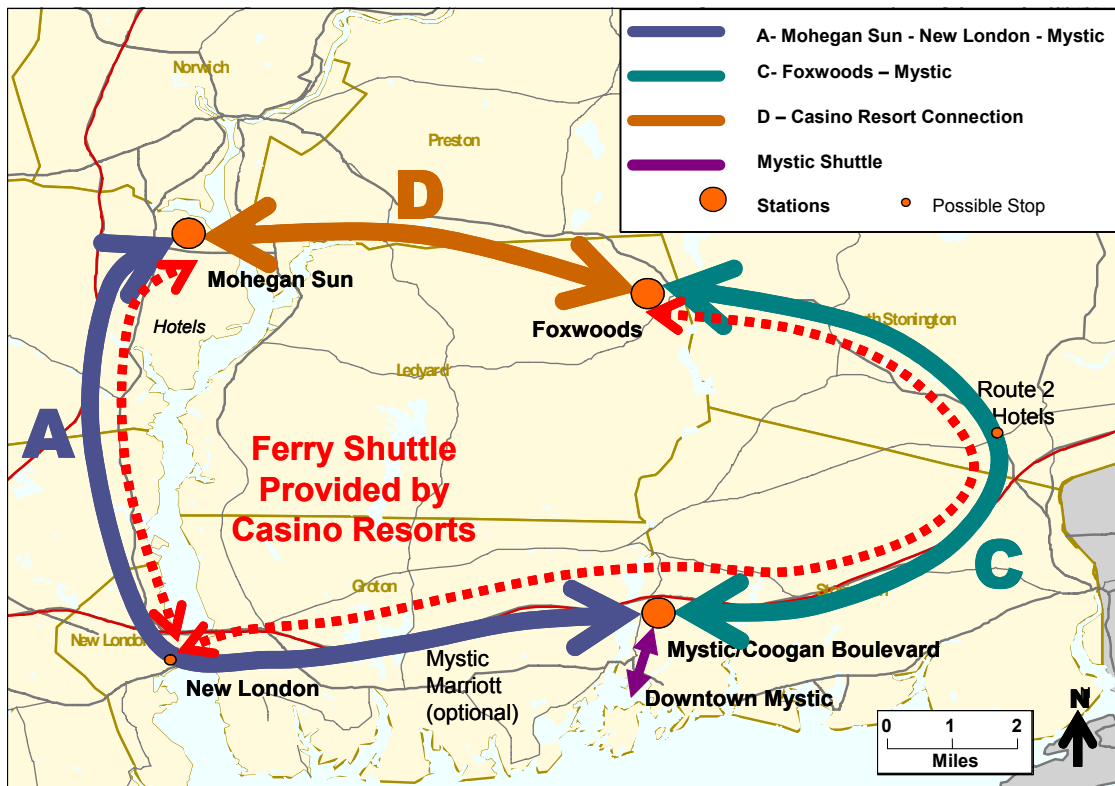 A- Mohegan Sun - New London - Mystic
C- Foxwoods – Mystic
D – Casino Resort Connection
Mystic Shuttle
Stations
Possible Stop
Norwich
Preston
D
Mohegan Sun
Hotels
Foxwoods
th Stonington
Ledyard
Route 2
Hotels
A
Ferry Shuttle
Provided by
Casino Resorts
Groton
C
New London
Mystic/Coogan Boulevard
New London
Mystic
Marriott
(optional)
Downtown Mystic
N
0 1 2
Miles